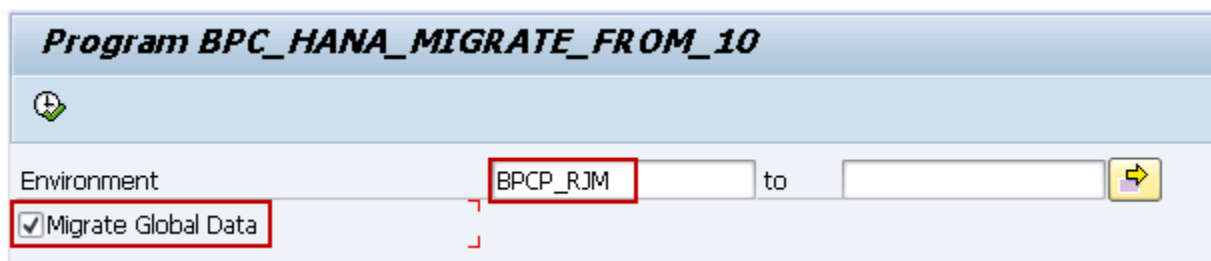 Program BPC_HANA_MIGRATE_FROM_10
Environment BPCP_RJM to
Migrate Global Data